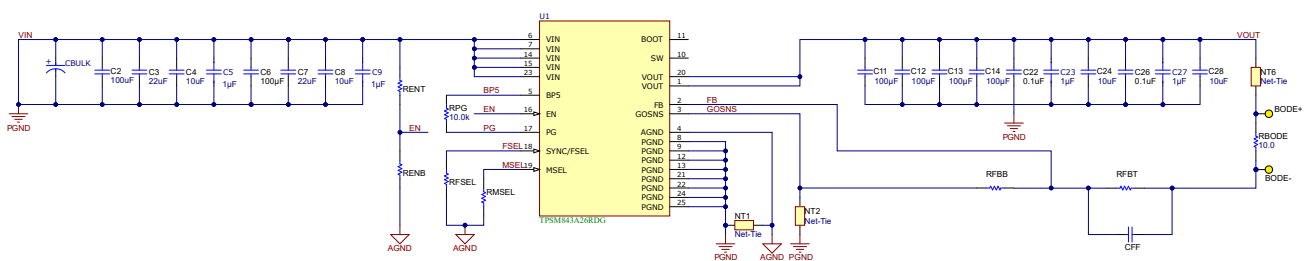 U1
VIN
+
CBULK
C2
100uF
C3
22uF
C4
10uF
C5
1µF
C6
100µF
C7
22uF
C8
10uF
C9
1µF
PGND
RENT
EN
RENB
AGND
BP5
RPG
10.0k
EN
PG
FSEL
RFSEL
MSEL
RMSEL
AGND
6 VIN
7 VIN
14 VIN
15 VIN
23 VIN
5 BP5
16 EN
17 PG
18 SYNC/FSEL
19 MSEL
BOOT 11
SW 10
VOUT 20
VOUT 1
FB 2
GOSNS 3
AGND 4
PGND 8
PGND 9
PGND 12
PGND 13
PGND 21
PGND 22
PGND 24
PGND 25
TPSM843A26RDG
FB
GOSNS
NT1
Net-Tie
PGND
AGND
NT2
Net-Tie
PGND
VOUT
C11
100µF
C12
100µF
C13
100µF
C14
100µF
C22
0.1uF
C23
1µF
C24
10uF
C26
0.1uF
C27
1µF
C28
10uF
PGND
NT6
Net-Tie
BODE+
RBODE
10.0
BODE-
RFBB
RFBT
CFF